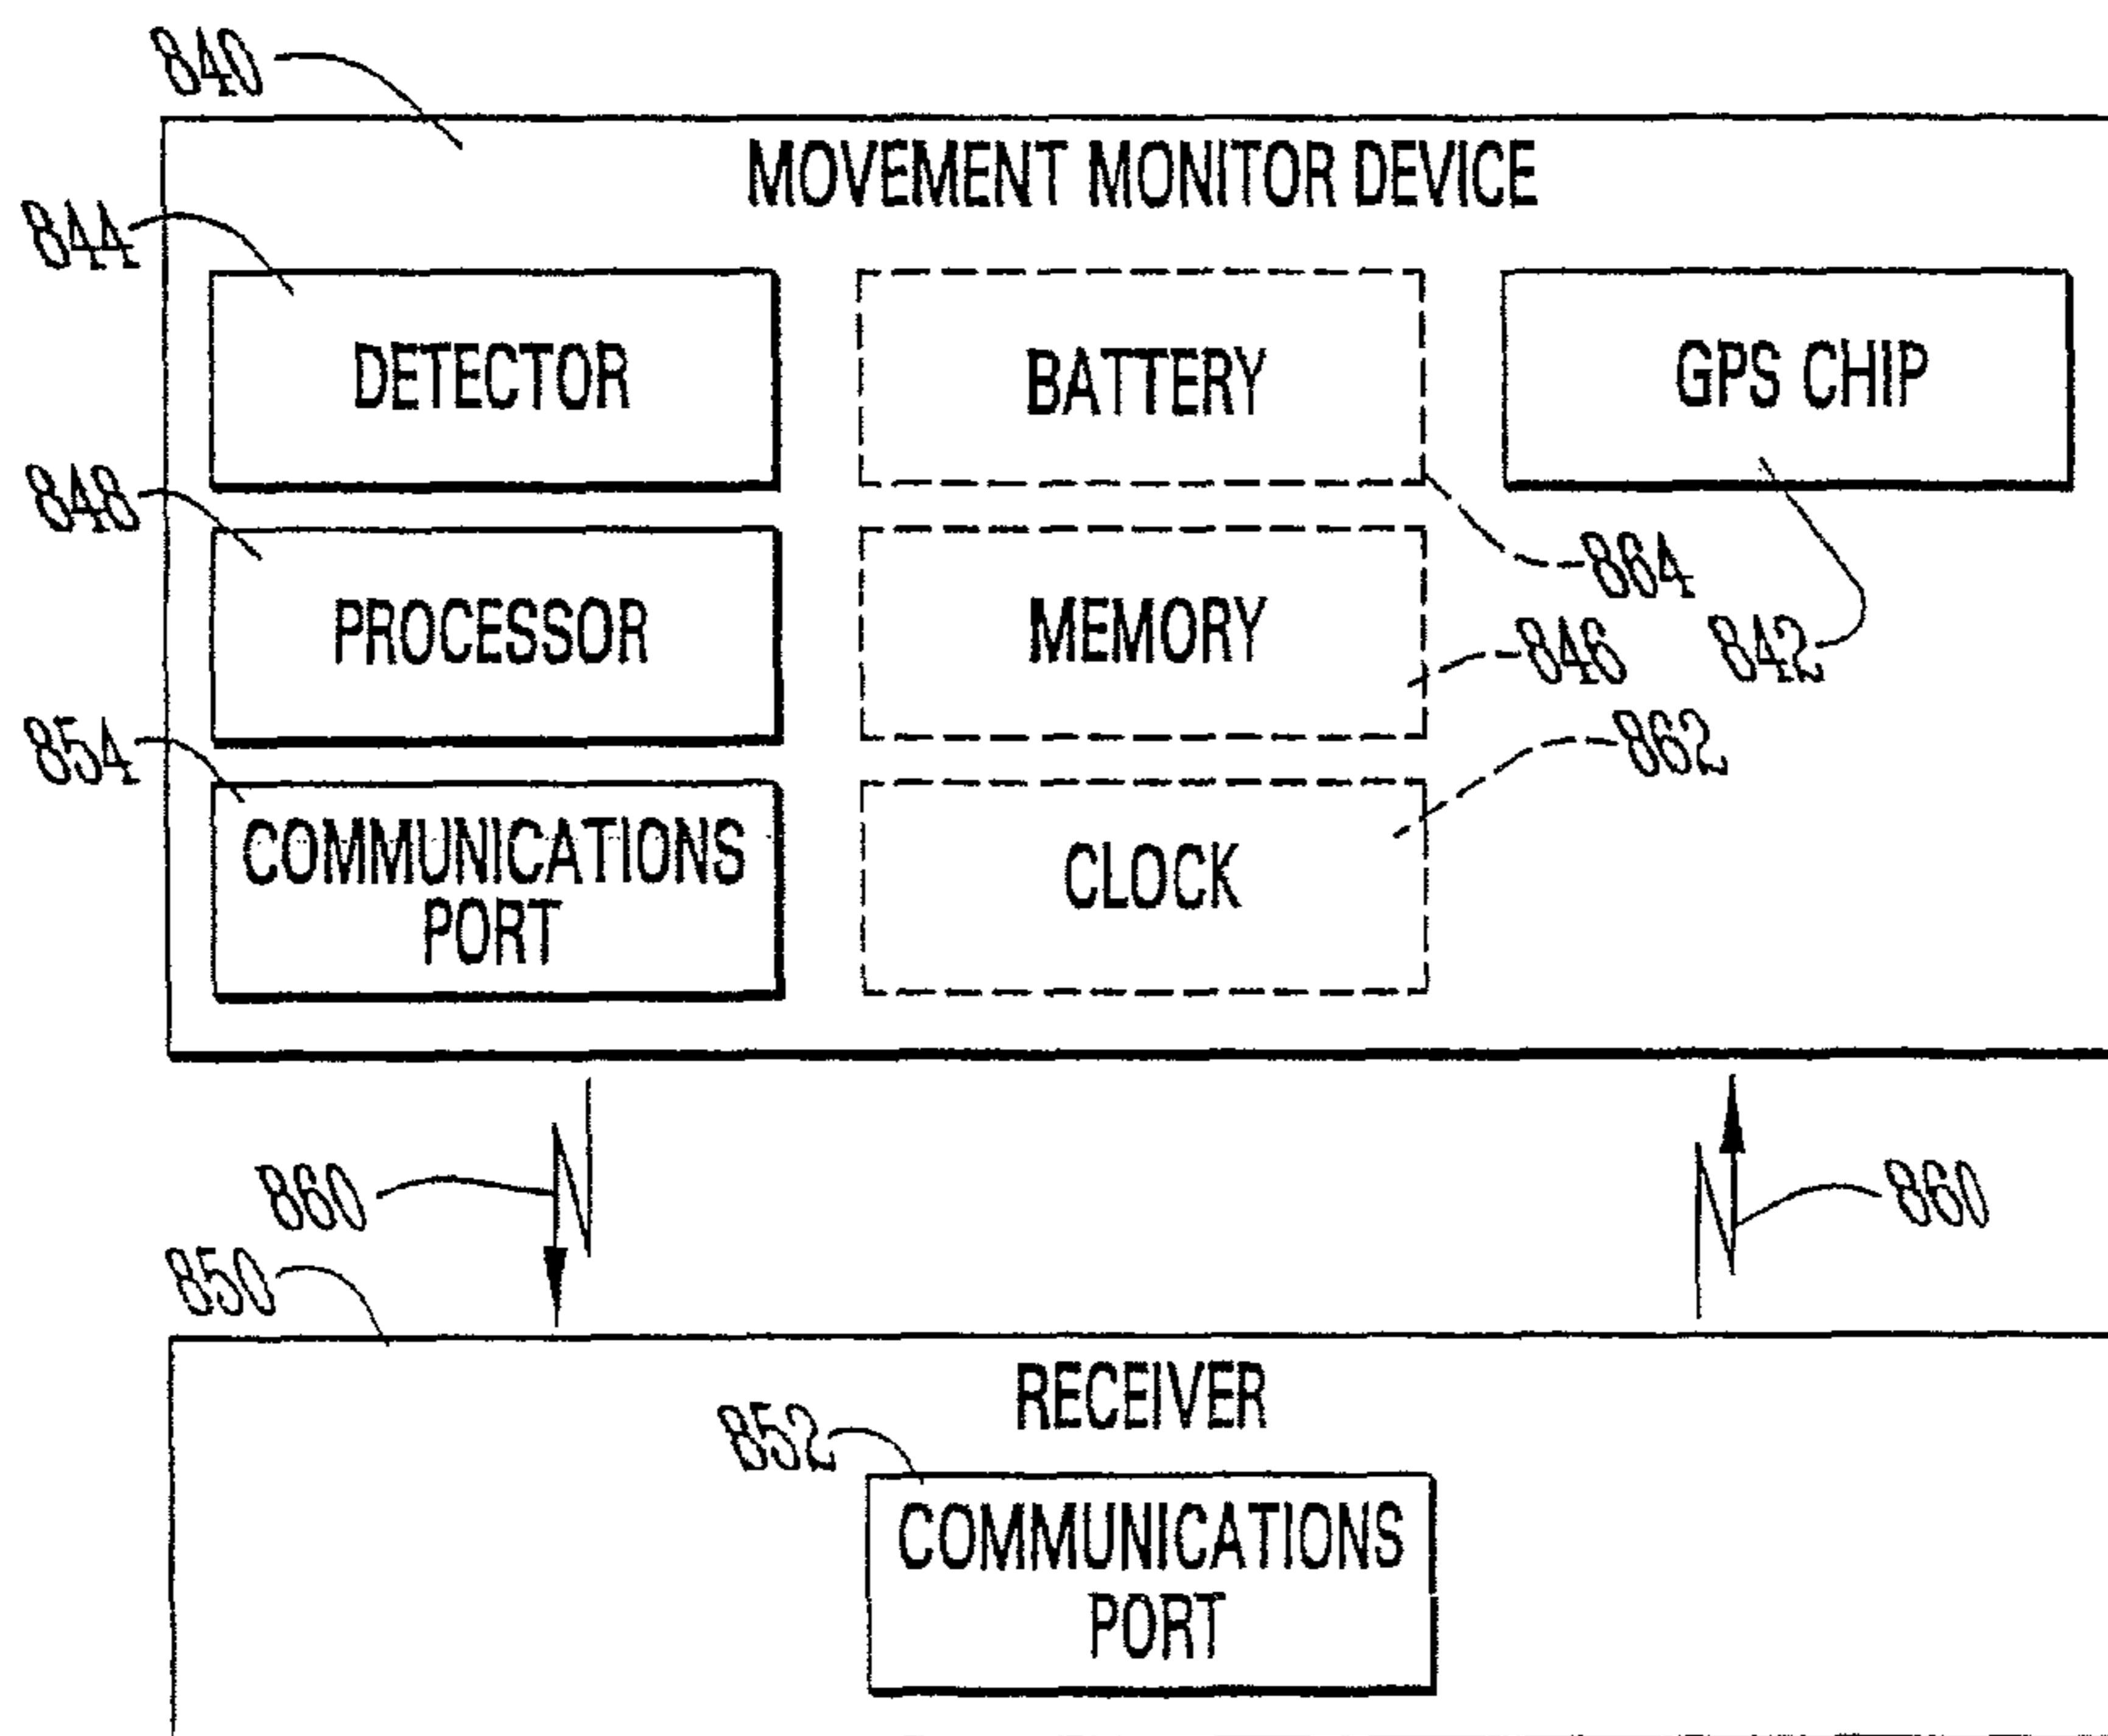 840
MOVEMENT MONITOR DEVICE
844
DETECTOR
BATTERY
GPS CHIP
848
864
PROCESSOR
MEMORY
846
842
854
862
COMMUNICATIONS
PORT
CLOCK
860
860
850
RECEIVER
852
COMMUNICATIONS
PORT